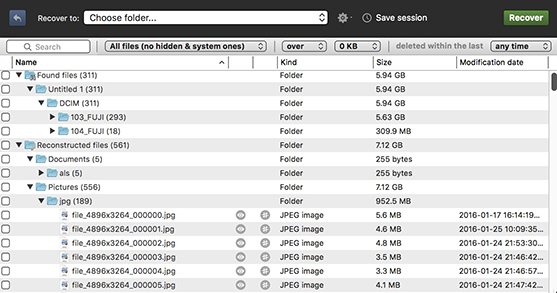 Recover to: Choose folder... Save session Recover
Search All files (no hidden & system ones) over 0 KB deleted within the last any time
Name Kind Size Modification date
Found files (311) Folder 5.94 GB
Untitled 1 (311) Folder 5.94 GB
DCIM (311) Folder 5.94 GB
103_FUJI (293) Folder 5.63 GB
104_FUJI (18) Folder 309.9 MB
Reconstructed files (561) Folder 7.12 GB
Documents (5) Folder 255 bytes
als (5) Folder 255 bytes
Pictures (556) Folder 7.12 GB
jpg (189) Folder 952.5 MB
file_4896x3264_000000.jpg JPEG image 5.6 MB 2016-01-17 16:14:19...
file_4896x3264_000001.jpg JPEG image 4.6 MB 2016-01-25 10:09:35...
file_4896x3264_000002.jpg JPEG image 4.8 MB 2016-01-24 21:53:30...
file_4896x3264_000003.jpg JPEG image 3.5 MB 2016-01-24 21:46:42...
file_4896x3264_000004.jpg JPEG image 3.3 MB 2016-01-24 21:46:57...
file_4896x3264_000005.jpg JPEG image 4.1 MB 2016-01-24 21:47:42...